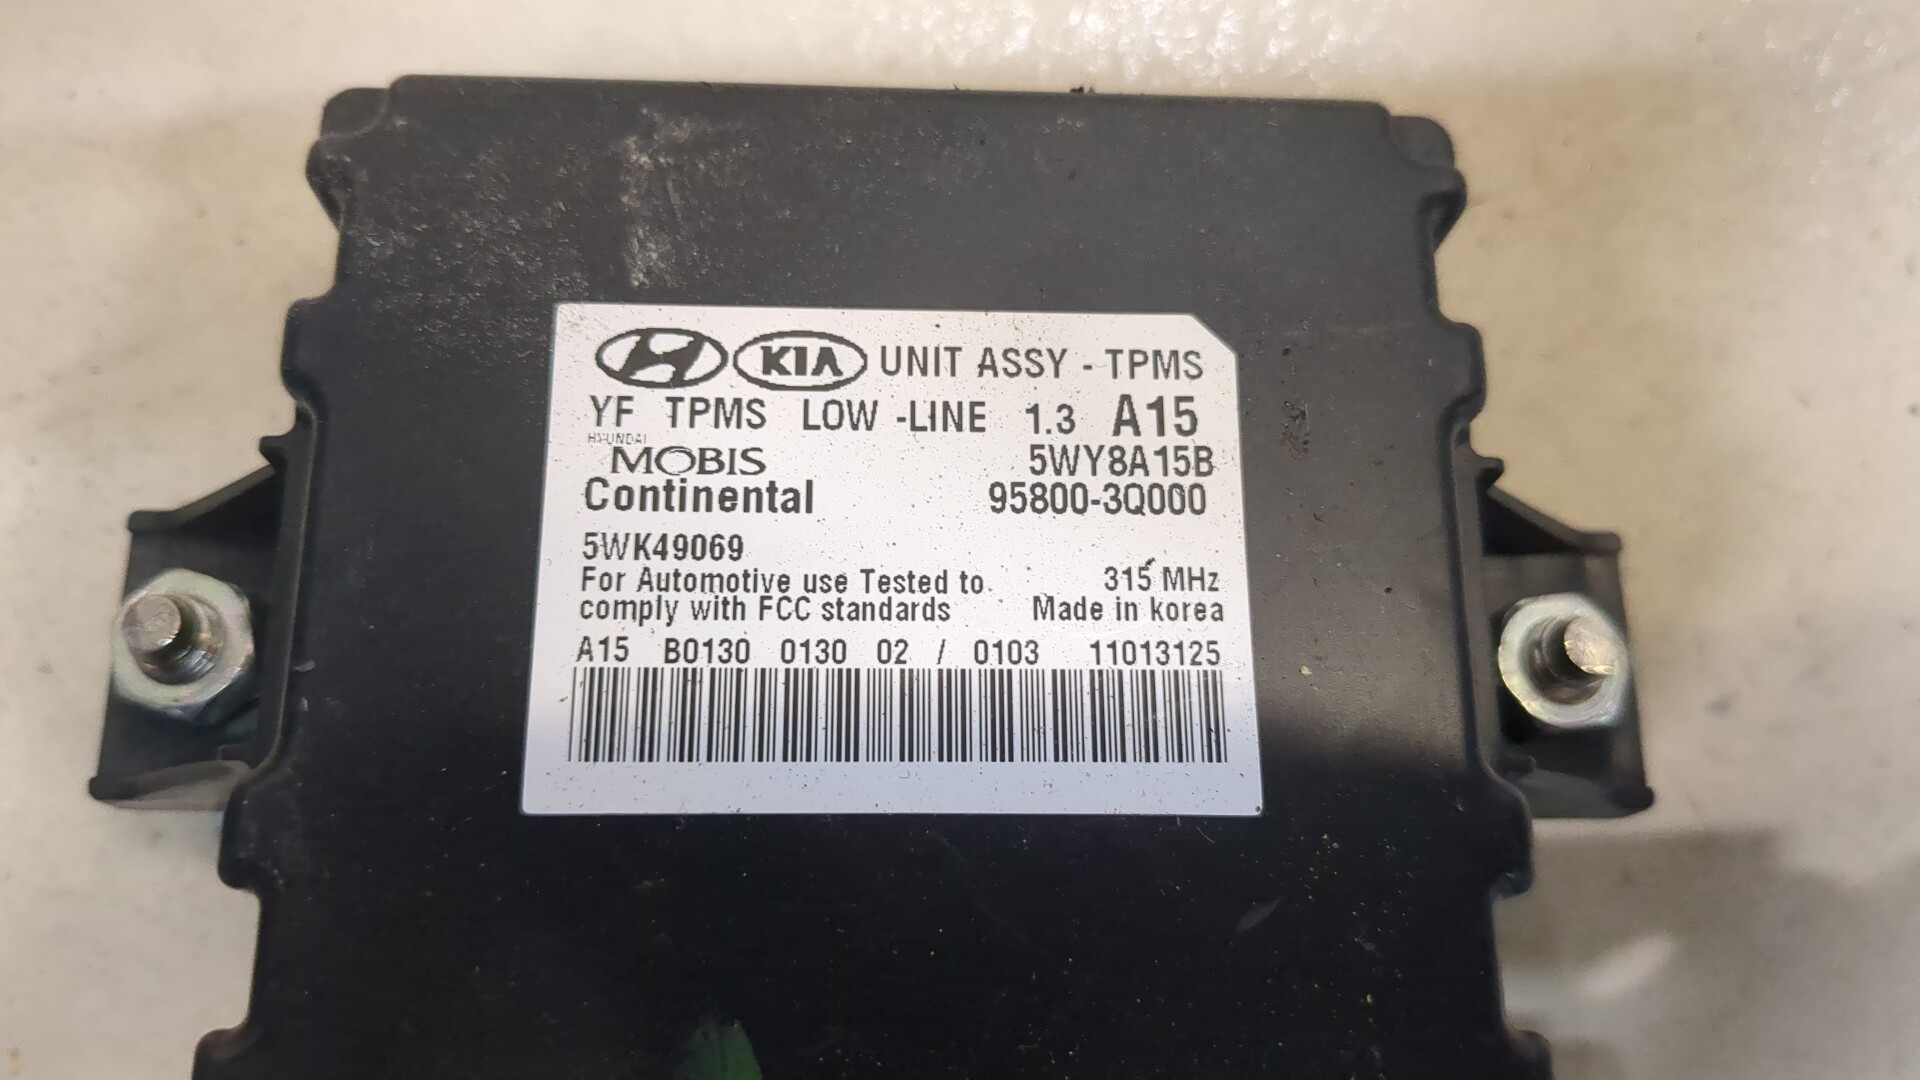 KIA UNIT ASSY - TPMS
YF TPMS LOW -LINE 1.3 A15
HYUNDAI
MOBIS 5WY8A15B
Continental 95800-3Q000
5WK49069
For Automotive use Tested to 315 MHz
comply with FCC standards Made in korea
A15 B0130 0130 02 / 0103 11013125